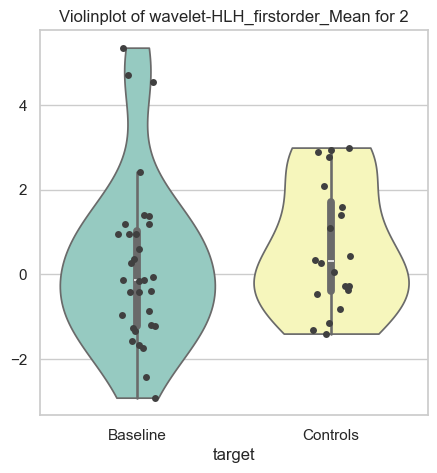 Violinplot of wavelet-HLH_firstorder_Mean for 2
4
2
0
−2
Baseline Controls
target